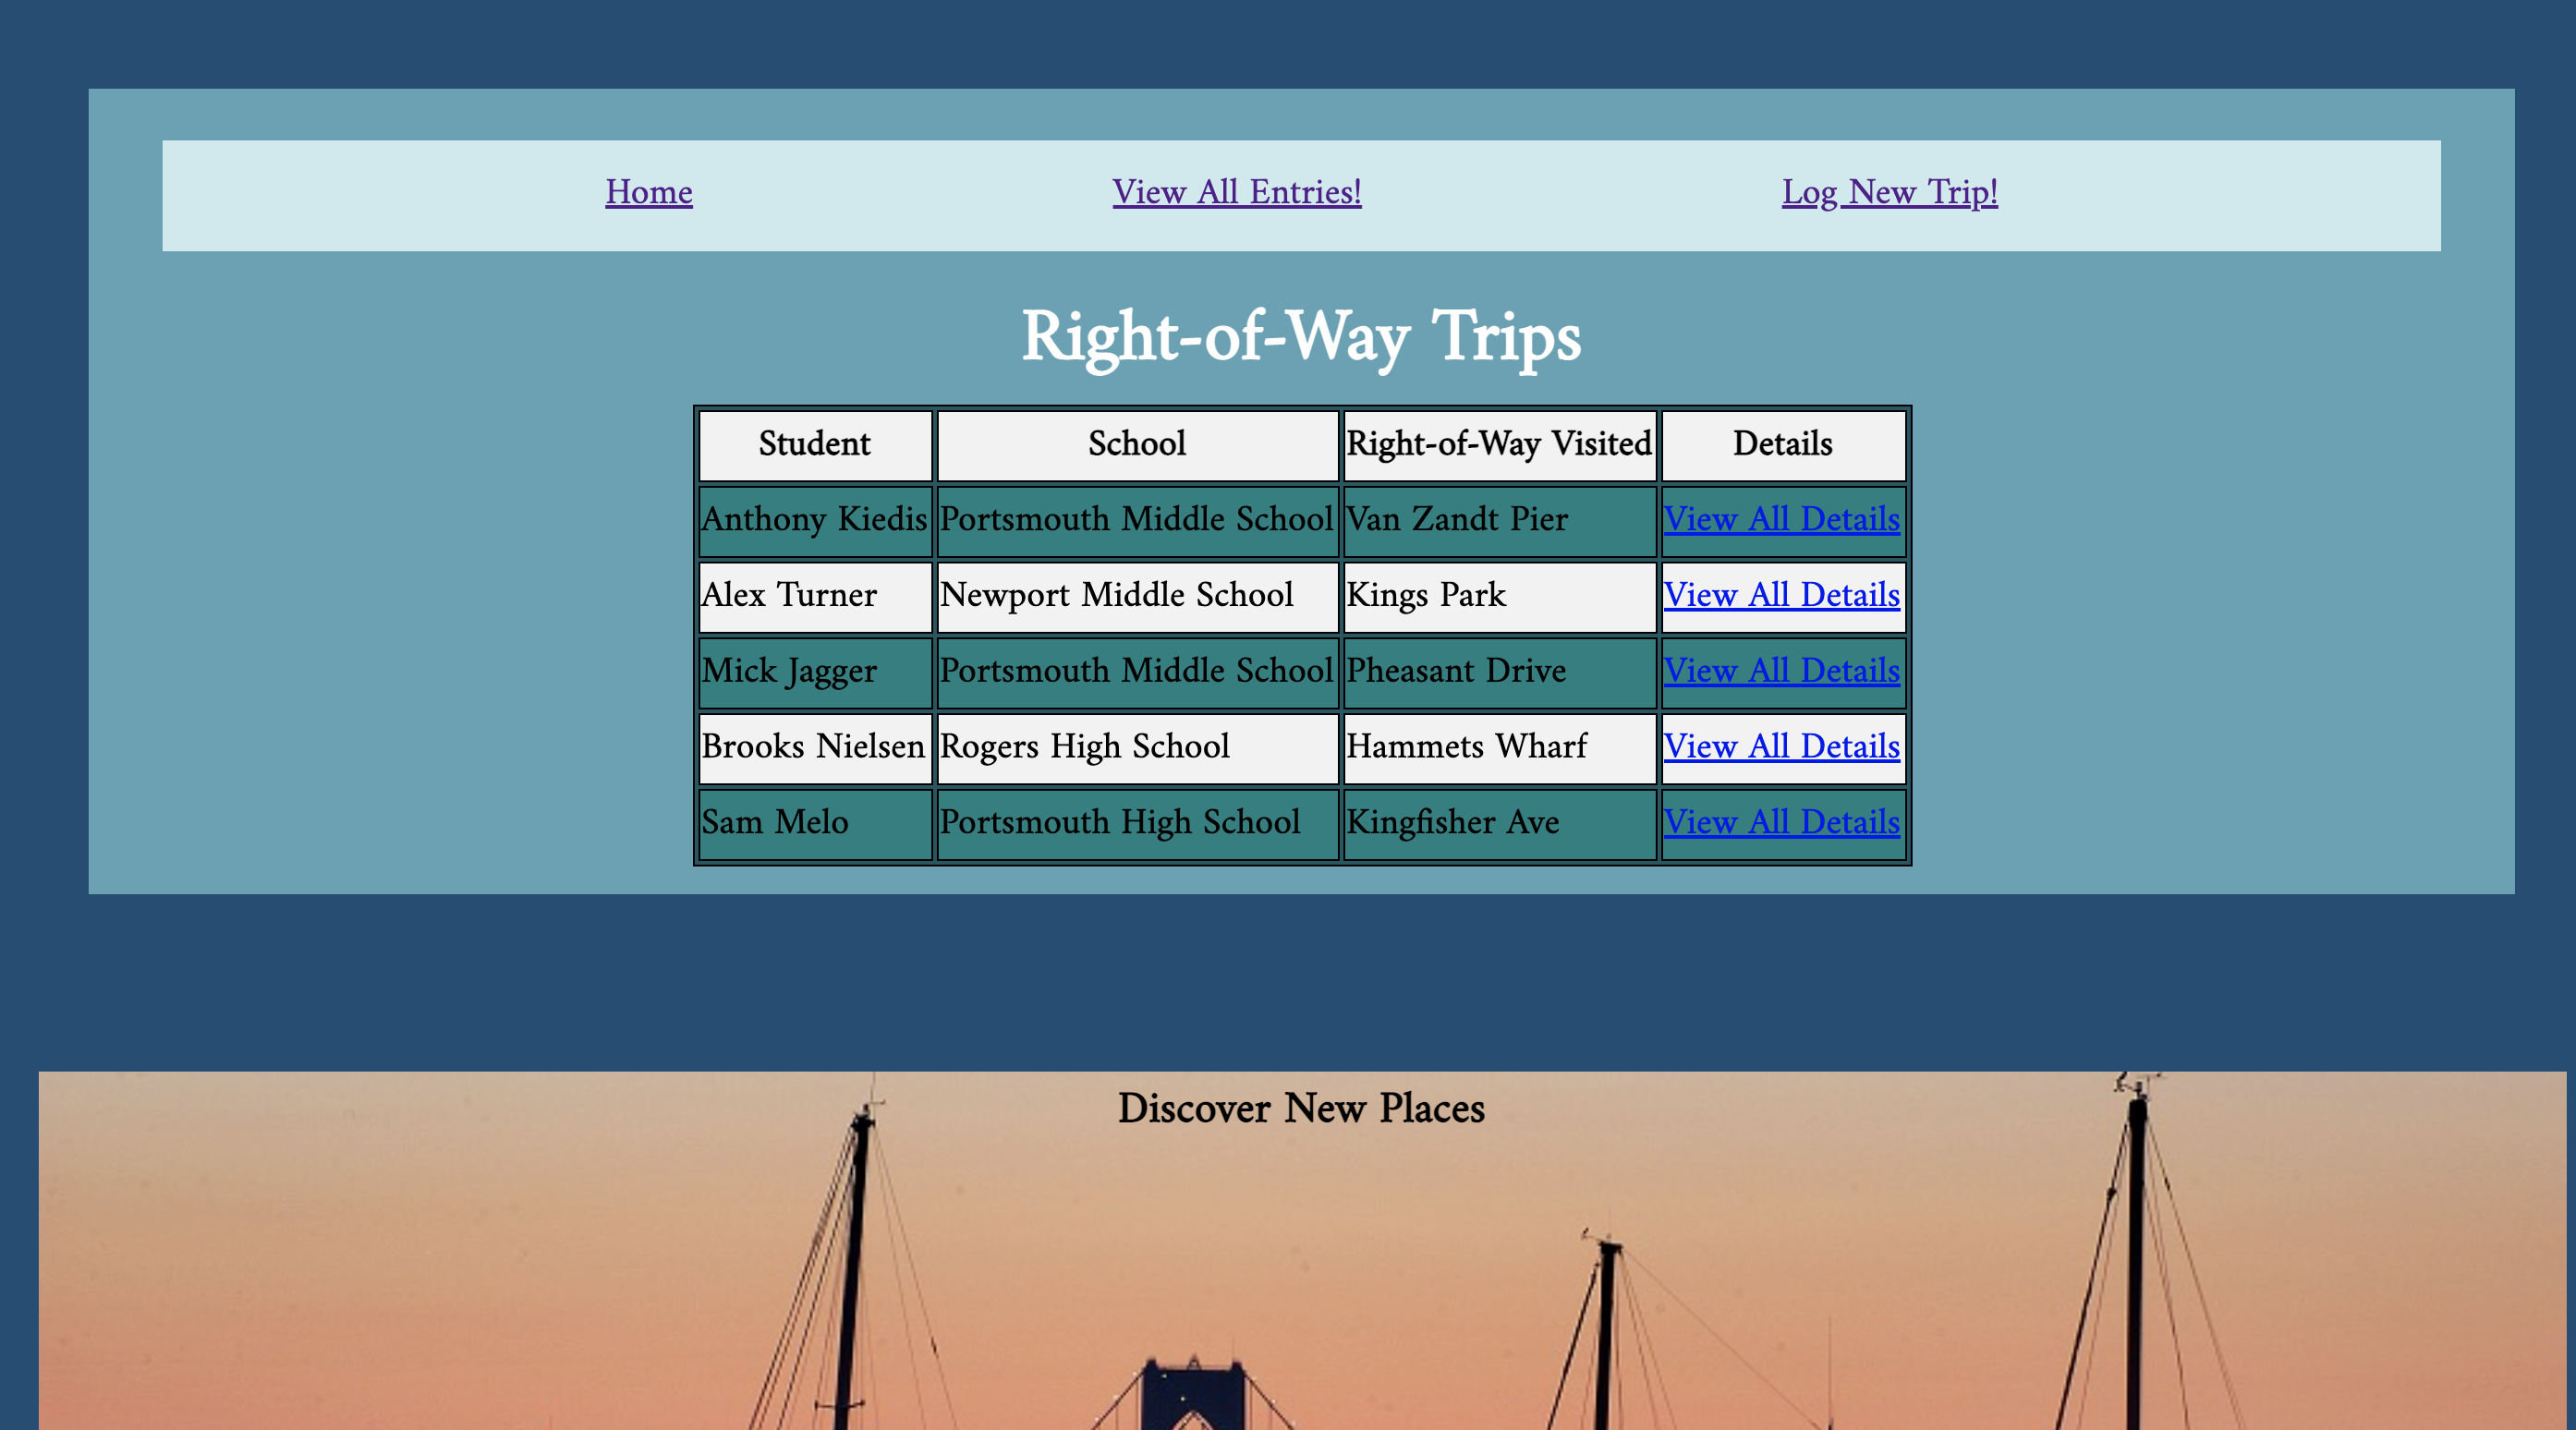 Home View All Entries! Log New Trip!
Right-of-Way Trips
Student School Right-of-Way Visited Details
Anthony Kiedis Portsmouth Middle School Van Zandt Pier View All Details
Alex Turner Newport Middle School Kings Park View All Details
Mick Jagger Portsmouth Middle School Pheasant Drive View All Details
Brooks Nielsen Rogers High School Hammets Wharf View All Details
Sam Melo Portsmouth High School Kingfisher Ave View All Details
Discover New Places